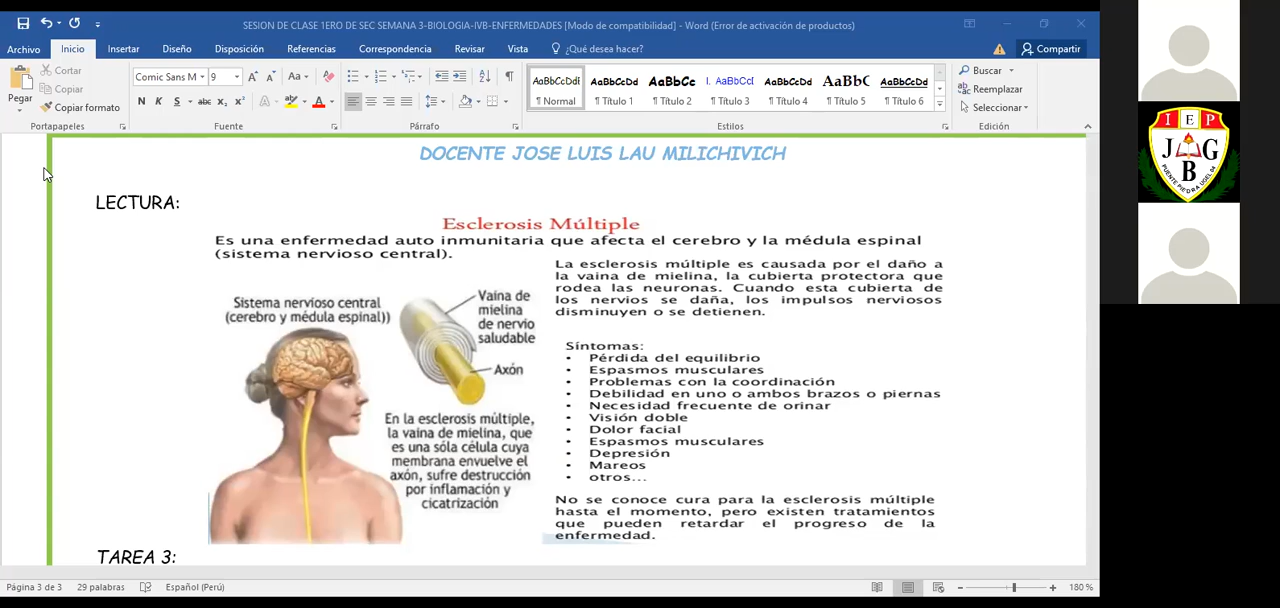 SESION DE CLASE 1ERO DE SEC SEMANA 3-BIOLOGIA-IVB-ENFERMEDADES [Modo de compatibilidad] - Word (Error de activación de productos)
Archivo Inicio Insertar Diseño Disposición Referencias Correspondencia Revisar Vista ¿Qué desea hacer? Compartir
Pegar
Cortar
Copiar
Copiar formato
Portapapeles
Comic Sans M 9
Aa
N K S abc x₂ x²
A A
Fuente
Párrafo
AaBbCcDdI AaBbCcDd AaBbCc I. AaBbCcI AaBbCcDd AaBbC AaBbCcDd
¶ Normal ¶ Título 1 ¶ Título 2 ¶ Título 3 ¶ Título 4 ¶ Título 5 ¶ Título 6
Estilos
Buscar
Reemplazar
Seleccionar
Edición
DOCENTE JOSE LUIS LAU MILICHIVICH
LECTURA:
Esclerosis Múltiple
Es una enfermedad auto inmunitaria que afecta el cerebro y la médula espinal
(sistema nervioso central).
Sistema nervioso central
(cerebro y médula espinal))
Vaina de
mielina
de nervio
saludable
Axón
En la esclerosis múltiple,
la vaina de mielina, que
es una sóla célula cuya
membrana envuelve el
axón, sufre destrucción
por inflamación y
cicatrización
La esclerosis múltiple es causada por el daño a
la vaina de mielina, la cubierta protectora que
rodea las neuronas. Cuando esta cubierta de
los nervios se daña, los impulsos nerviosos
disminuyen o se detienen.
Síntomas:
• Pérdida del equilibrio
• Espasmos musculares
• Problemas con la coordinación
• Debilidad en uno o ambos brazos o piernas
• Necesidad frecuente de orinar
• Visión doble
• Dolor facial
• Espasmos musculares
• Depresión
• Mareos
• otros...
No se conoce cura para la esclerosis múltiple
hasta el momento, pero existen tratamientos
que pueden retardar el progreso de la
enfermedad.
TAREA 3:
Página 3 de 3 29 palabras Español (Perú) 180 %
I E P
J G
B
PUENTE PIEDRA UGEL 04